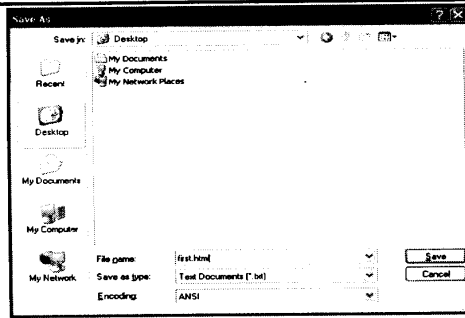 Save As
Save in: Desktop
My Documents
My Computer
My Network Places
Recent
Desktop
My Documents
My Computer
My Network
File name: first.html
Save as type: Text Documents (*.txt)
Encoding: ANSI
Save
Cancel